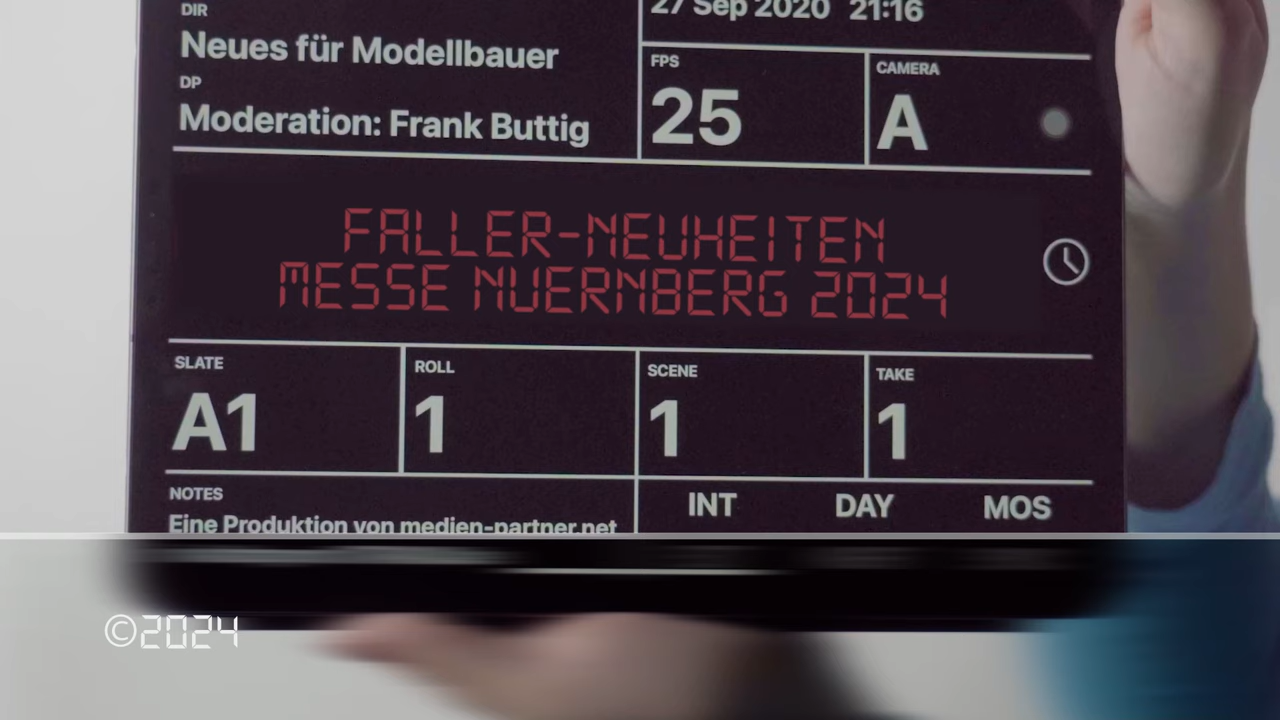 DIR
Neues für Modellbauer
DP
Moderation: Frank Buttig
27 Sep 2020 21:16
FPS
25
CAMERA
A
FALLER-NEUHEITEN
MESSE NUERNBERG 2024
SLATE
A1
ROLL
1
SCENE
1
TAKE
1
NOTES
Eine Produktion von medien-partner.net
INT DAY MOS
©2024